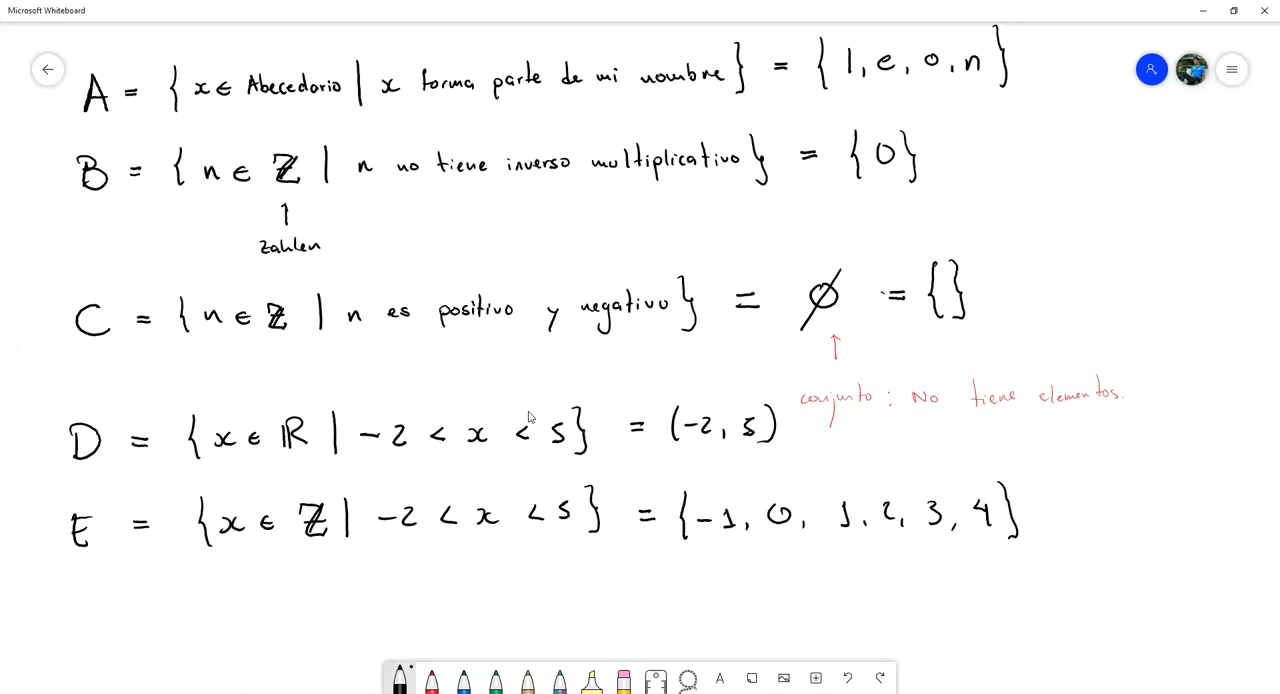 Microsoft Whiteboard
A = { x ∈ Abecedario | x forma parte de mi nombre } = { l, e, o, n }
B = { n ∈ ℤ | n no tiene inverso multiplicativo } = { 0 }
↑
Zahlen
C = { n ∈ ℤ | n es positivo y negativo } = ∅ = { }
↑
conjunto : No tiene elementos.
D = { x ∈ ℝ | -2 < x < 5 } = (-2, 5)
E = { x ∈ ℤ | -2 < x < 5 } = { -1, 0, 1, 2, 3, 4 }
A